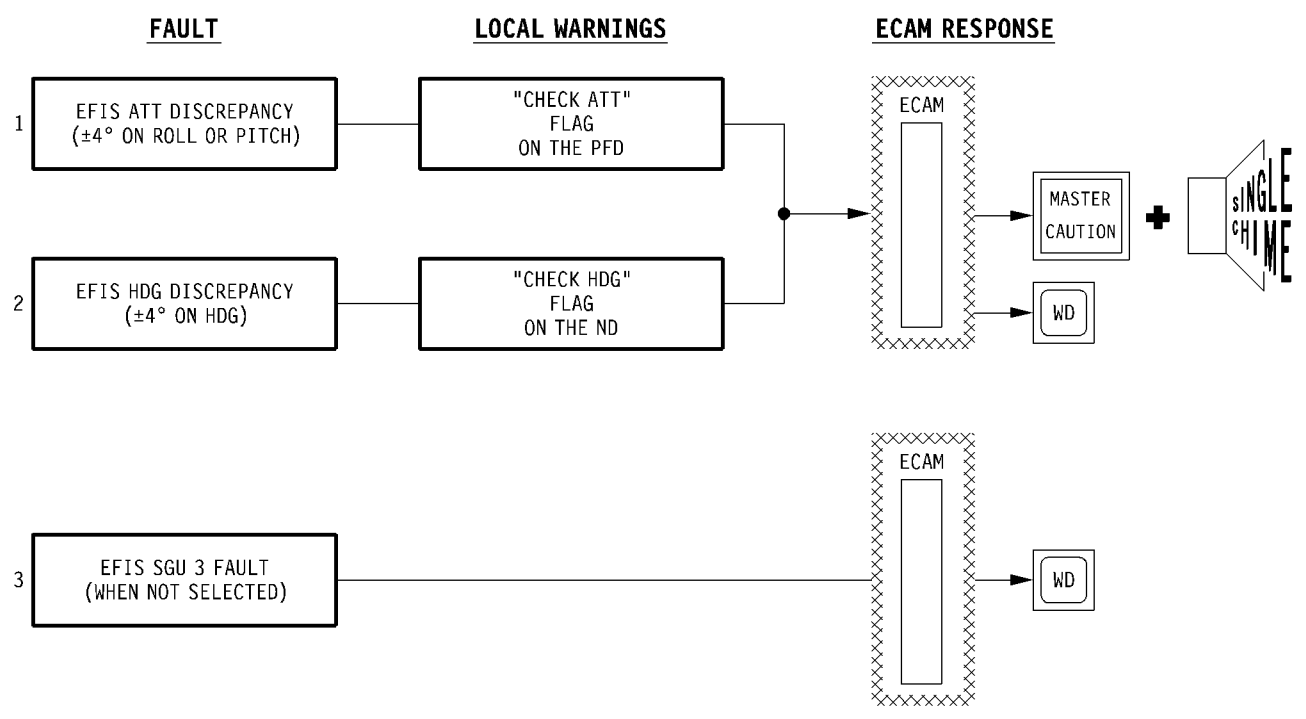 FAULT
LOCAL WARNINGS
ECAM RESPONSE
1
EFIS ATT DISCREPANCY
(±4° ON ROLL OR PITCH)
"CHECK ATT"
FLAG
ON THE PFD
ECAM
MASTER
CAUTION
SINGLE
CHIME
2
EFIS HDG DISCREPANCY
(±4° ON HDG)
"CHECK HDG"
FLAG
ON THE ND
WD
ECAM
3
EFIS SGU 3 FAULT
(WHEN NOT SELECTED)
WD